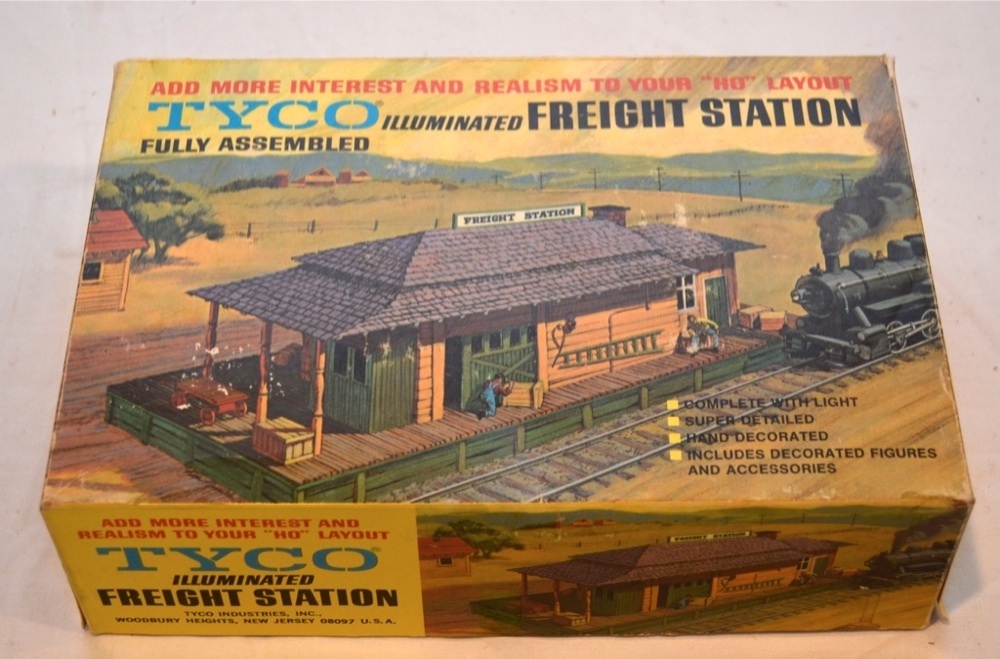 ADD MORE INTEREST AND REALISM TO YOUR "HO" LAYOUT
TYCO® ILLUMINATED FREIGHT STATION
FULLY ASSEMBLED
FREIGHT STATION
COMPLETE WITH LIGHT
SUPER DETAILED
HAND DECORATED
INCLUDES DECORATED FIGURES
AND ACCESSORIES
ADD MORE INTEREST AND
REALISM TO YOUR "HO" LAYOUT
TYCO®
ILLUMINATED
FREIGHT STATION
TYCO INDUSTRIES, INC.,
WOODBURY HEIGHTS, NEW JERSEY 08097 U.S.A.
FREIGHT STATION